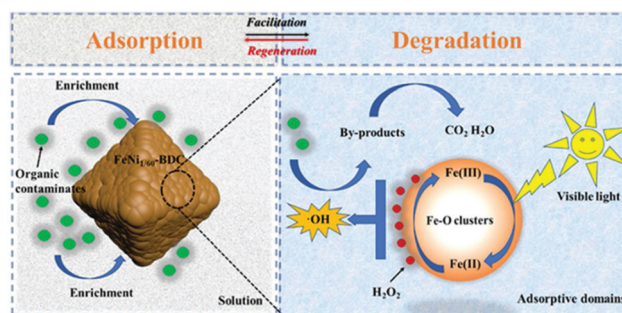 Adsorption
Facilitation
Regeneration
Degradation
Enrichment
FeNi1/60-BDC
Organic
contaminates
Enrichment
Solution
By-products
CO2 H2O
Visible light
·OH
Fe(III)
Fe-O clusters
Fe(II)
H2O2
Adsorptive domains